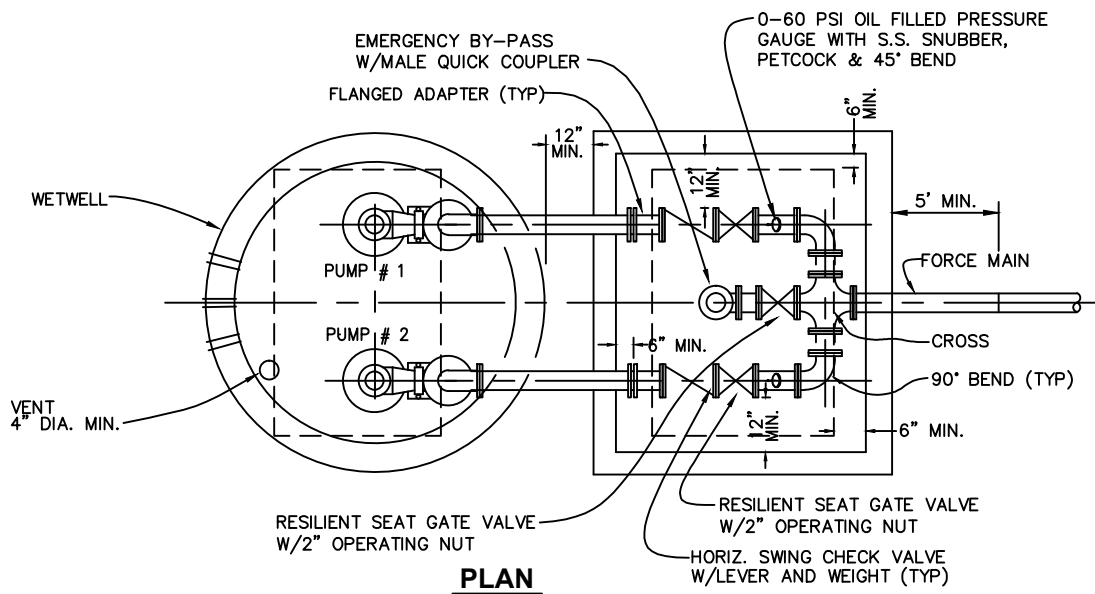 0-60 PSI OIL FILLED PRESSURE
GAUGE WITH S.S. SNUBBER,
PETCOCK & 45° BEND
EMERGENCY BY-PASS
W/MALE QUICK COUPLER
FLANGED ADAPTER (TYP)
6" MIN.
12"
MIN.
12"
MIN.
WETWELL
5' MIN.
PUMP # 1
FORCE MAIN
PUMP # 2
6" MIN.
CROSS
90° BEND (TYP)
VENT
4" DIA. MIN.
12"
MIN.
6" MIN.
RESILIENT SEAT GATE VALVE
W/2" OPERATING NUT
RESILIENT SEAT GATE VALVE
W/2" OPERATING NUT
HORIZ. SWING CHECK VALVE
W/LEVER AND WEIGHT (TYP)
PLAN